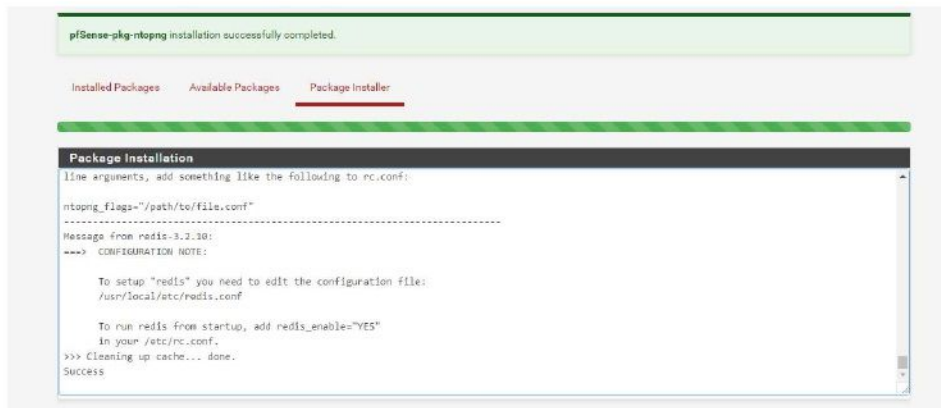 pfSense-pkg-ntopng installation successfully completed.
Installed Packages Available Packages Package Installer
Package Installation
line arguments, add something like the following to rc.conf:
ntopng_flags="/path/to/file.conf"
--------------------------------------------------------------------------
Message from redis-3.2.10:
===> CONFIGURATION NOTE:
To setup "redis" you need to edit the configuration file:
/usr/local/etc/redis.conf
To run redis from startup, add redis_enable="YES"
in your /etc/rc.conf.
>>> Cleaning up cache... done.
Success